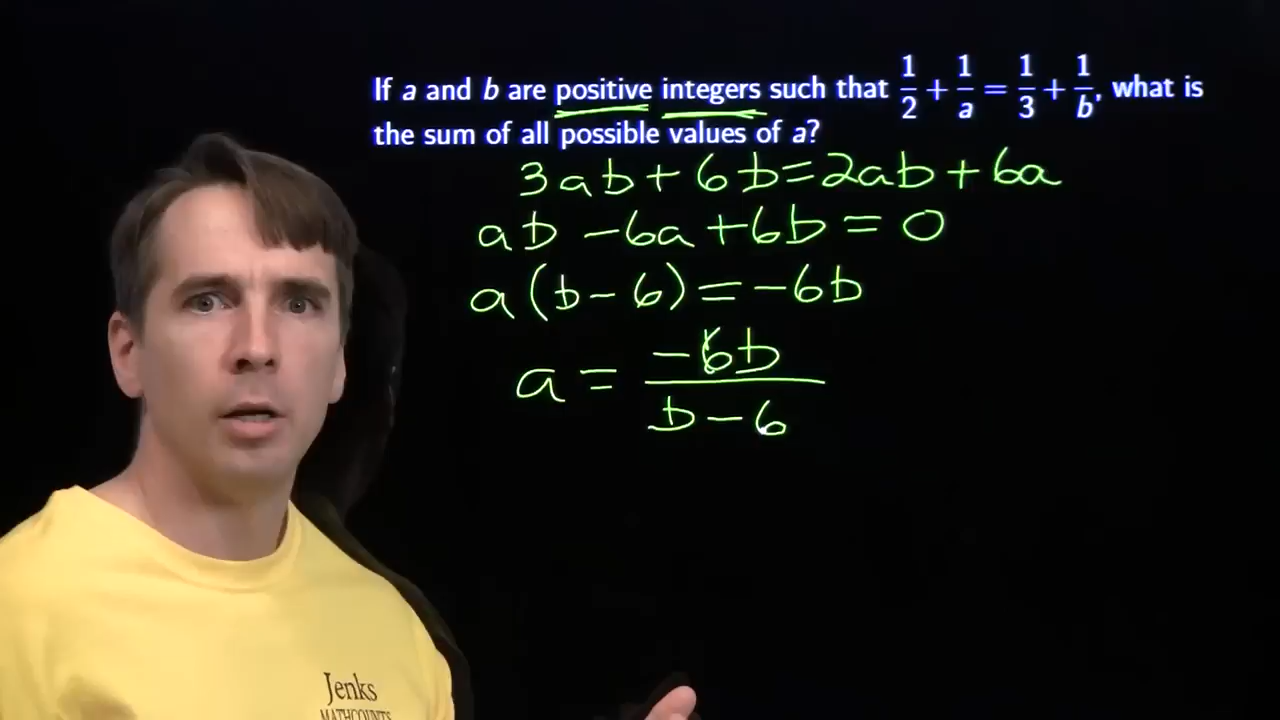 If a and b are positive integers such that 1/2 + 1/a = 1/3 + 1/b, what is
the sum of all possible values of a?
3ab + 6b = 2ab + 6a
ab - 6a + 6b = 0
a(b - 6) = -6b
a = -6b / b - 6
Jenks
MATHCOUNTS